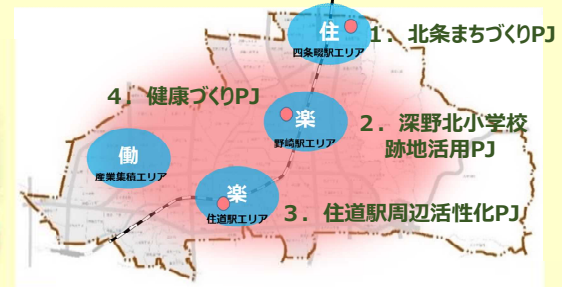 住
四条畷駅エリア
1．北条まちづくりPJ
4．健康づくりPJ
楽
野崎駅エリア
2．深野北小学校
跡地活用PJ
働
産業集積エリア
楽
住道駅エリア
3．住道駅周辺活性化PJ